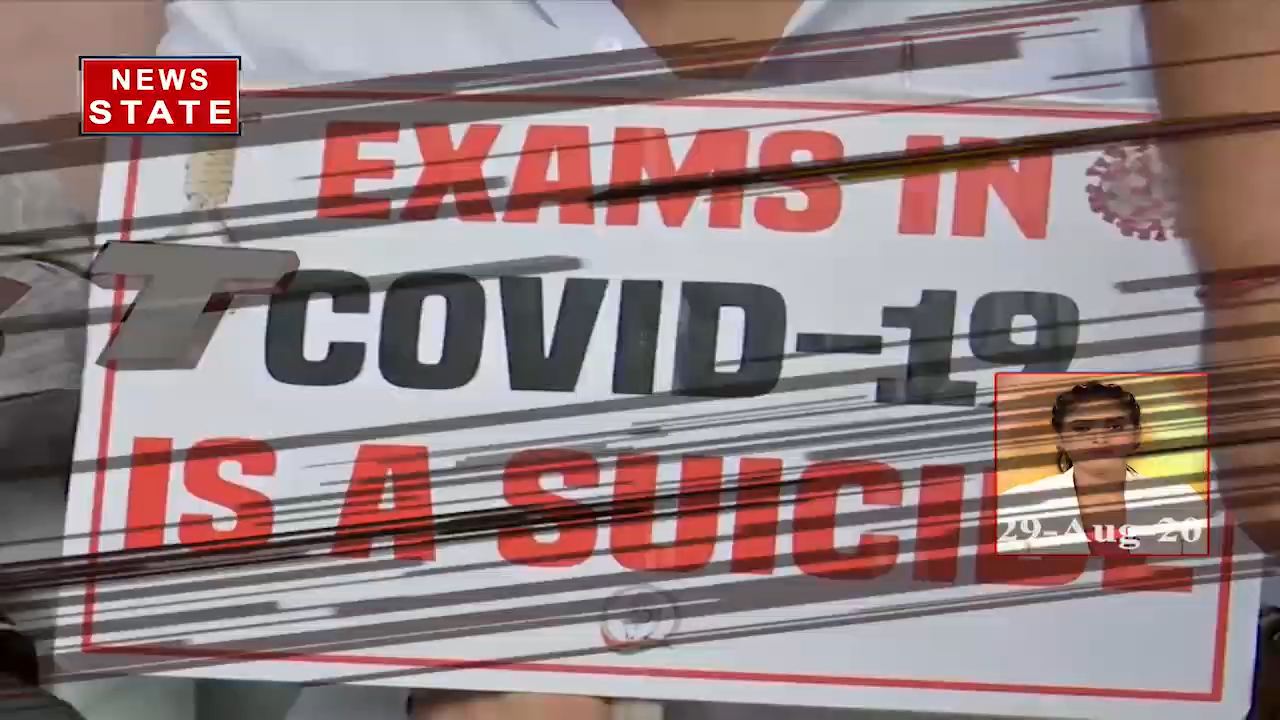 NEWS
STATE
EXAMS IN
T
COVID-19
IS A SUICIDE
29-Aug-20